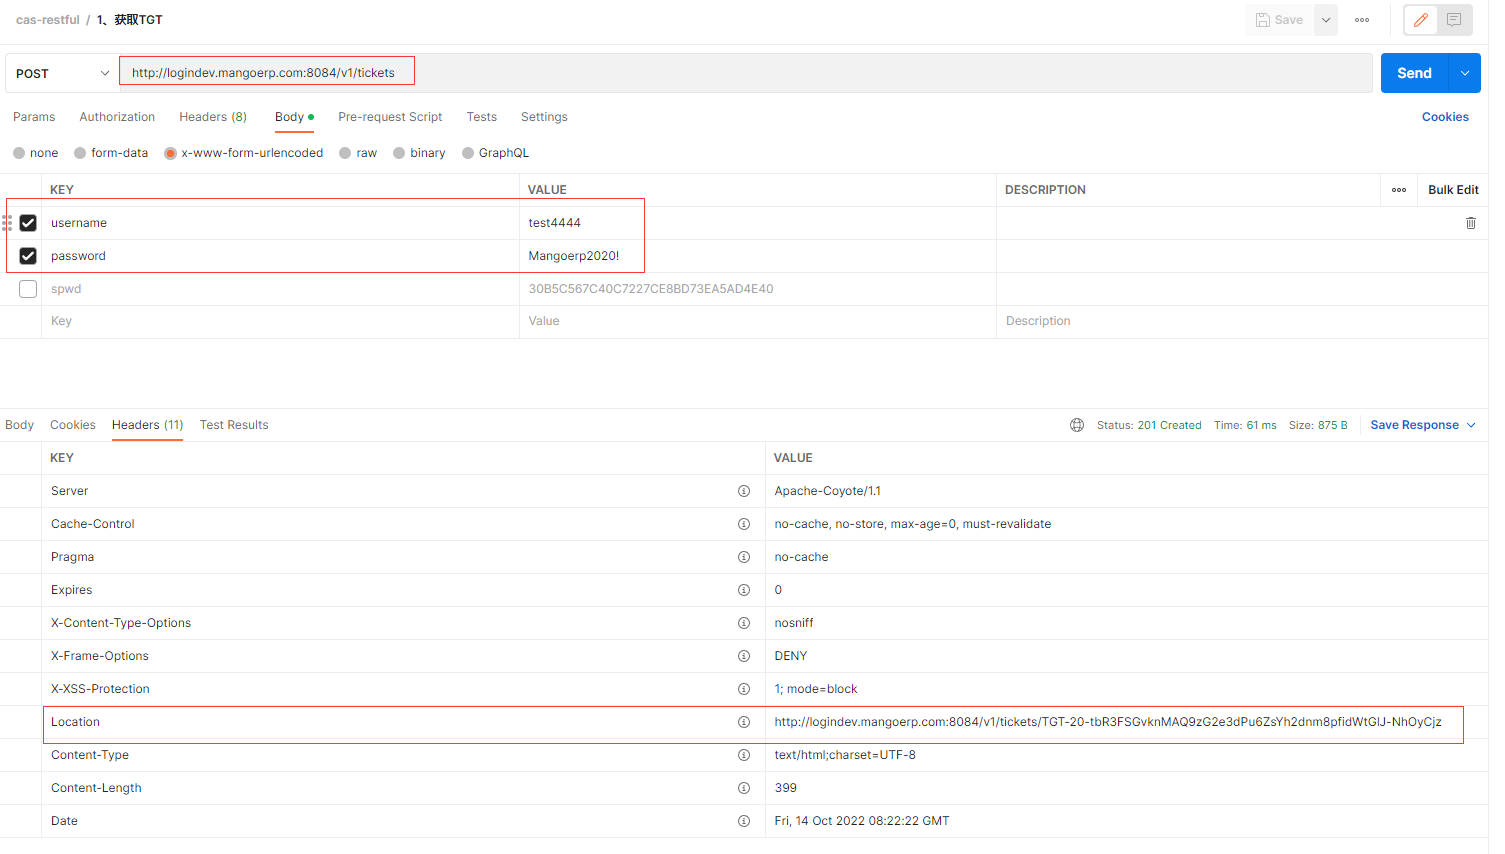 cas-restful / 1、获取TGT
Save
POST http://logindev.mangoerp.com:8084/v1/tickets Send
Params Authorization Headers (8) Body Pre-request Script Tests Settings Cookies
none form-data x-www-form-urlencoded raw binary GraphQL
KEY VALUE DESCRIPTION Bulk Edit
username test4444
password Mangoerp2020!
spwd 30B5C567C40C7227CE8BD73EA5AD4E40
Key Value Description
Body Cookies Headers (11) Test Results Status: 201 Created Time: 61 ms Size: 875 B Save Response
KEY VALUE
Server Apache-Coyote/1.1
Cache-Control no-cache, no-store, max-age=0, must-revalidate
Pragma no-cache
Expires 0
X-Content-Type-Options nosniff
X-Frame-Options DENY
X-XSS-Protection 1; mode=block
Location http://logindev.mangoerp.com:8084/v1/tickets/TGT-20-tbR3FSGvknMAQ9zG2e3dPu6ZsYh2dnm8pfidWtGlJ-NhOyCjz
Content-Type text/html;charset=UTF-8
Content-Length 399
Date Fri, 14 Oct 2022 08:22:22 GMT